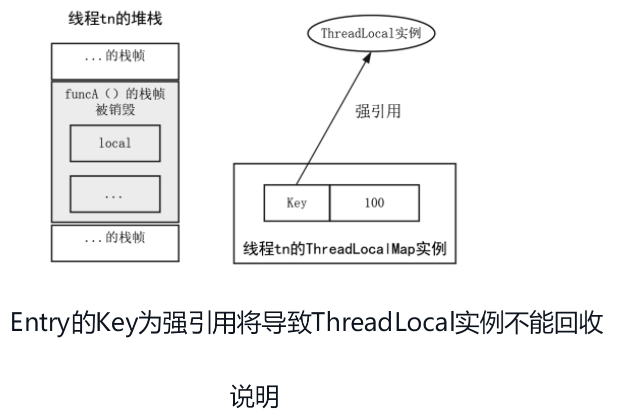 线程tn的堆栈
...的栈帧
funcA（）的栈帧
被销毁
local
...
...的栈帧
ThreadLocal实例
强引用
Key
100
线程tn的ThreadLocalMap实例
Entry的Key为强引用将导致ThreadLocal实例不能回收
说明